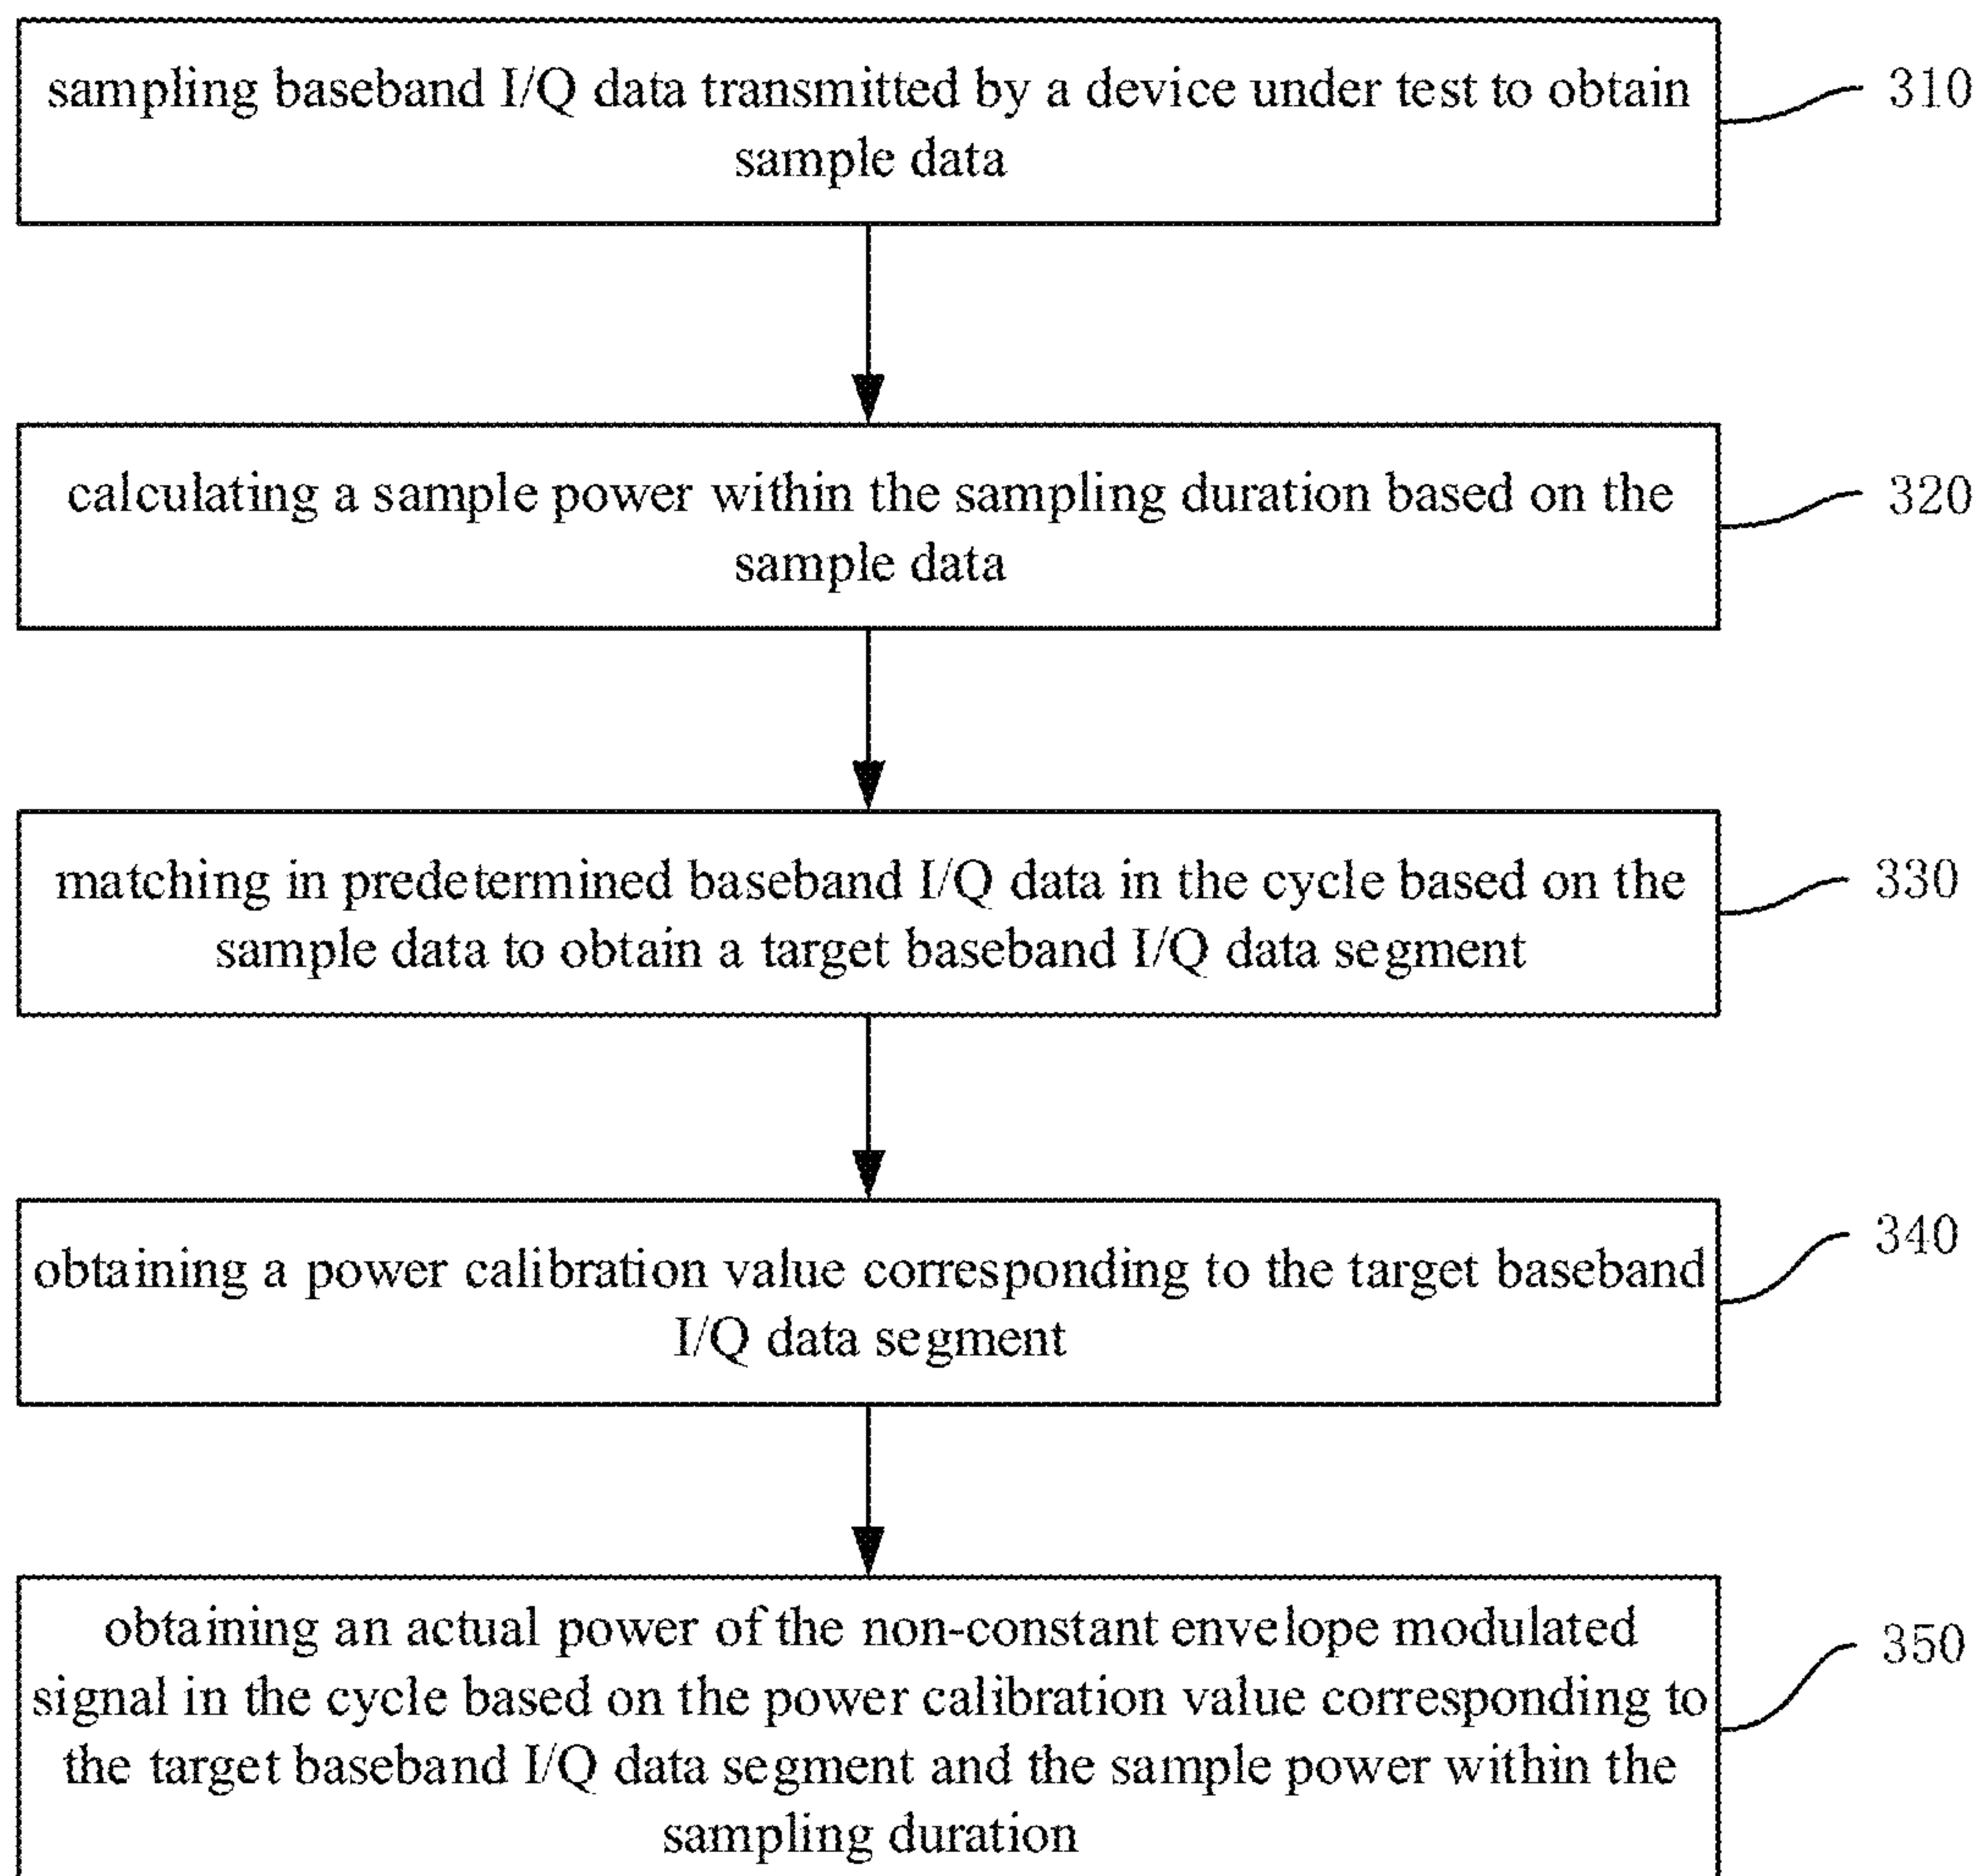 sampling baseband I/Q data transmitted by a device under test to obtain
sample data
310
calculating a sample power within the sampling duration based on the
sample data
320
matching in predetermined baseband I/Q data in the cycle based on the
sample data to obtain a target baseband I/Q data segment
330
obtaining a power calibration value corresponding to the target baseband
I/Q data segment
340
obtaining an actual power of the non-constant envelope modulated
signal in the cycle based on the power calibration value corresponding to
the target baseband I/Q data segment and the sample power within the
sampling duration
350